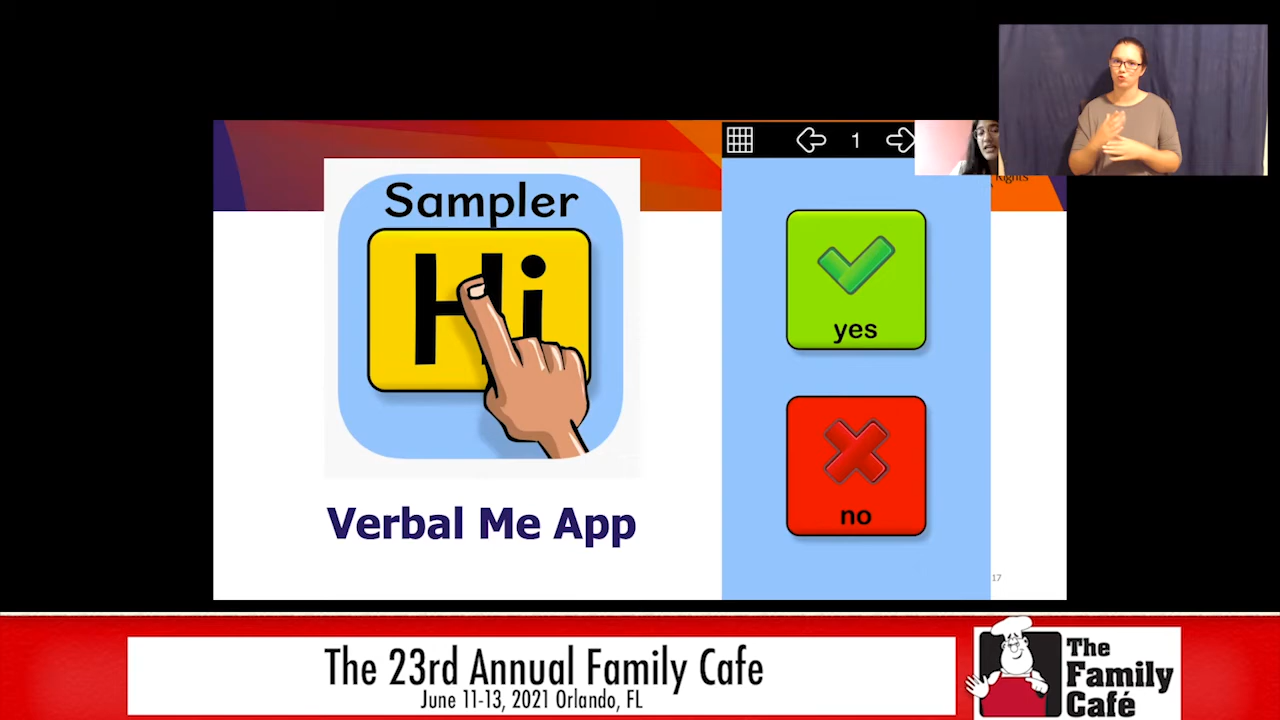 1
Rights
Sampler
Hi
yes
no
Verbal Me App
17
The 23rd Annual Family Cafe
June 11-13, 2021 Orlando, FL
The
Family
Café